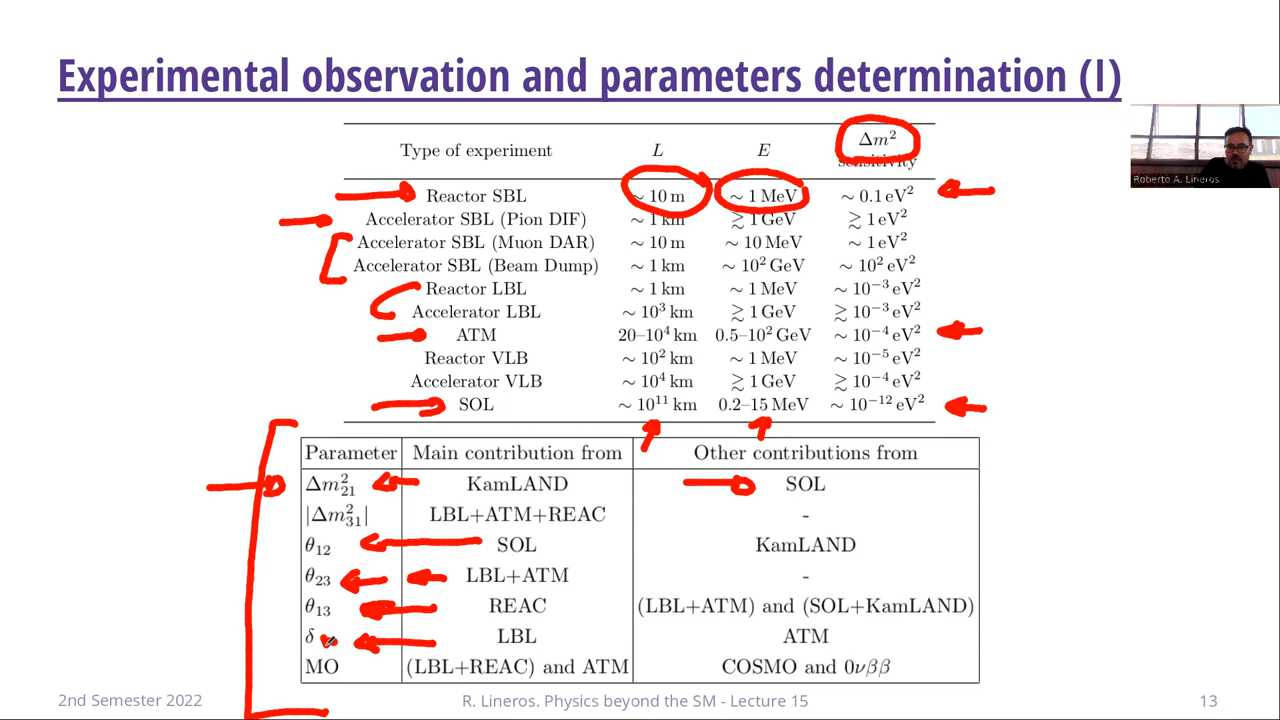 Experimental observation and parameters determination (I)
Type of experiment L E Δm² sensitivity
Reactor SBL ∼ 10 m ∼ 1 MeV ∼ 0.1 eV²
Accelerator SBL (Pion DIF) ∼ 1 km ≳ 1 GeV ≳ 1 eV²
Accelerator SBL (Muon DAR) ∼ 10 m ∼ 10 MeV ∼ 1 eV²
Accelerator SBL (Beam Dump) ∼ 1 km ∼ 10² GeV ∼ 10² eV²
Reactor LBL ∼ 1 km ∼ 1 MeV ∼ 10⁻³ eV²
Accelerator LBL ∼ 10³ km ≳ 1 GeV ≳ 10⁻³ eV²
ATM 20–10⁴ km 0.5–10² GeV ∼ 10⁻⁴ eV²
Reactor VLB ∼ 10² km ∼ 1 MeV ∼ 10⁻⁵ eV²
Accelerator VLB ∼ 10⁴ km ≳ 1 GeV ≳ 10⁻⁴ eV²
SOL ∼ 10¹¹ km 0.2–15 MeV ∼ 10⁻¹² eV²
Parameter Main contribution from Other contributions from
Δm²₂₁ KamLAND SOL
|Δm²₃₁| LBL+ATM+REAC -
θ₁₂ SOL KamLAND
θ₂₃ LBL+ATM -
θ₁₃ REAC (LBL+ATM) and (SOL+KamLAND)
δ LBL ATM
MO (LBL+REAC) and ATM COSMO and 0νββ
Roberto A. Lineros
2nd Semester 2022 R. Lineros. Physics beyond the SM - Lecture 15 13